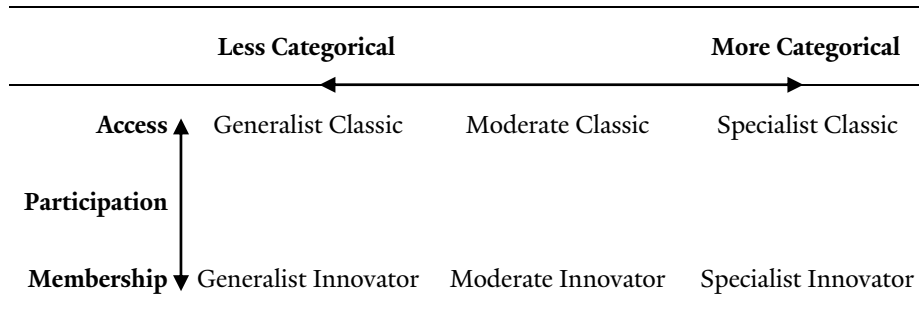 Less Categorical More Categorical
Access Generalist Classic Moderate Classic Specialist Classic
Participation
Membership Generalist Innovator Moderate Innovator Specialist Innovator